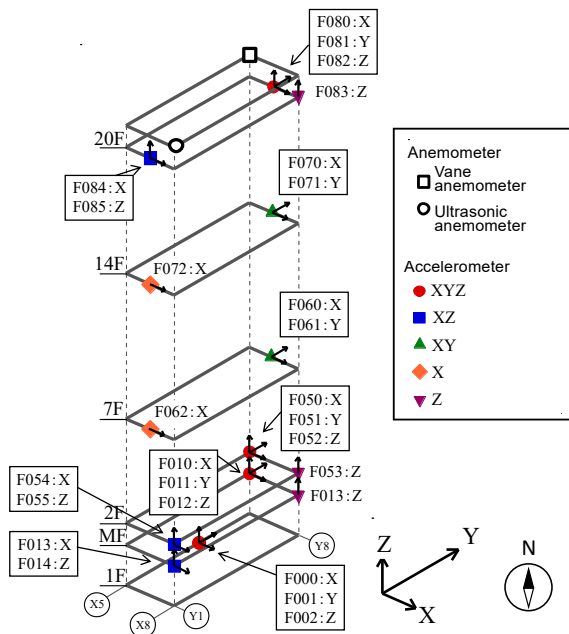 F080:X
F081:Y
F082:Z
F083:Z
20F
F084:X
F085:Z
F070:X
F071:Y
14F
F072:X
F060:X
F061:Y
7F
F062:X
F050:X
F051:Y
F052:Z
F010:X
F011:Y
F012:Z
F053:Z
F013:Z
F054:X
F055:Z
2F
MF
F013:X
F014:Z
1F
F000:X
F001:Y
F002:Z
X5
X8
Y1
Y8
Anemometer
Vane
anemometer
Ultrasonic
anemometer
Accelerometer
XYZ
XZ
XY
X
Z
Z
Y
X
N